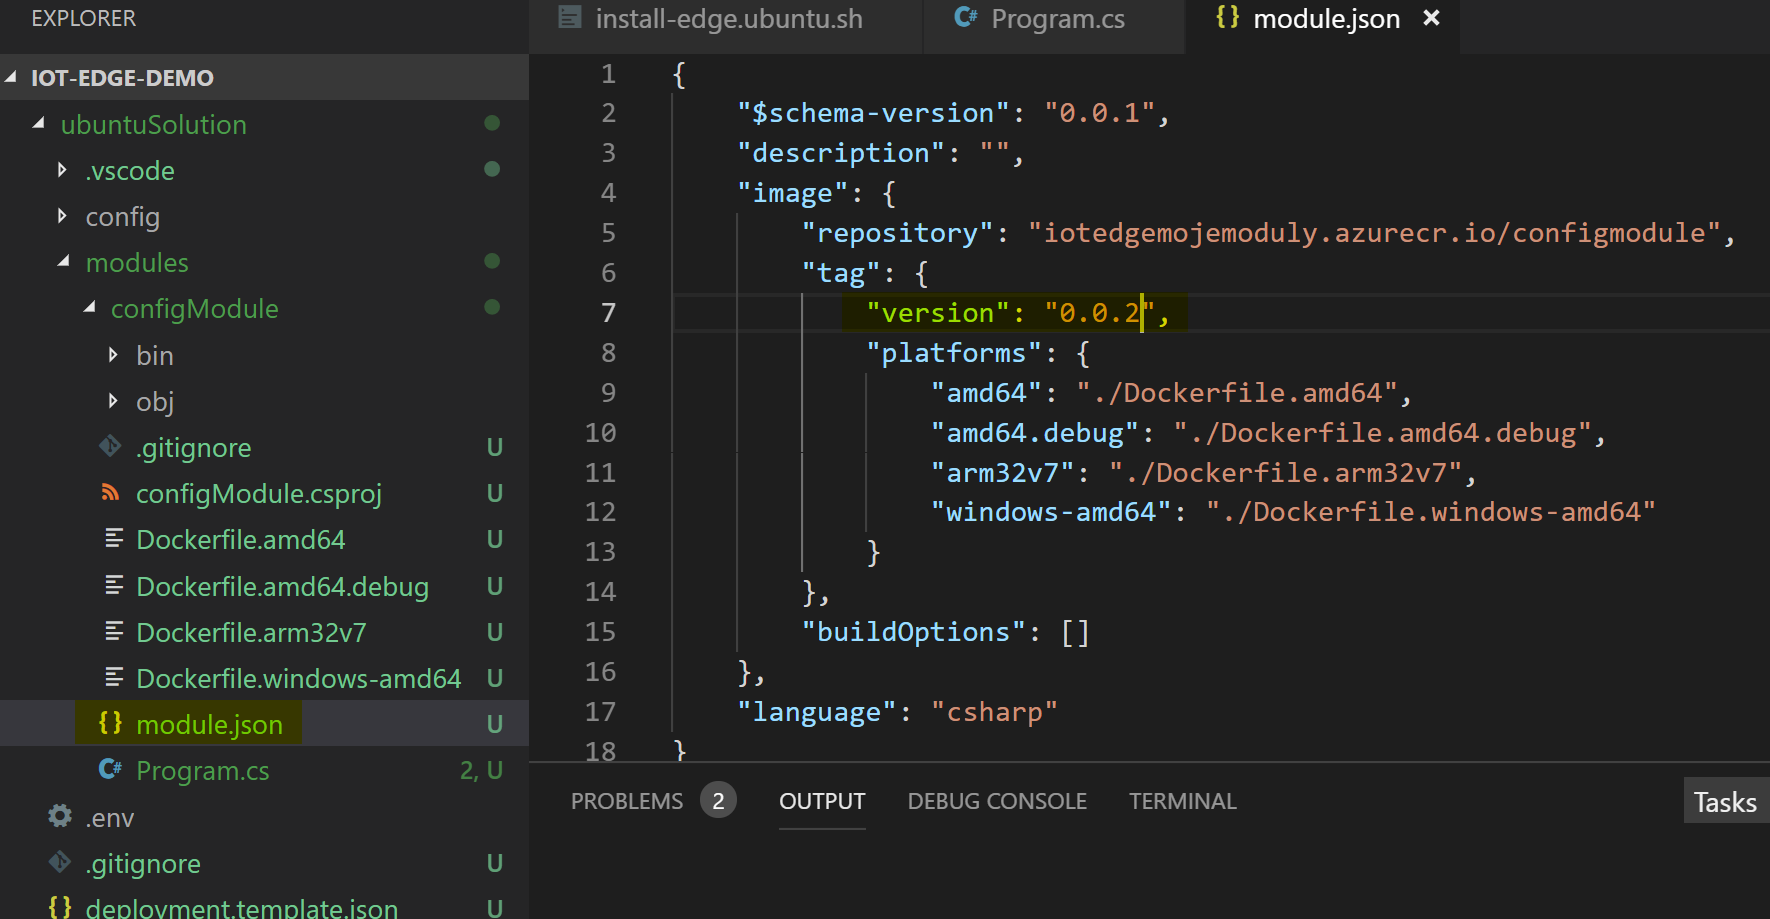 EXPLORER
IOT-EDGE-DEMO
ubuntuSolution
.vscode
config
modules
configModule
bin
obj
.gitignore U
configModule.csproj U
Dockerfile.amd64 U
Dockerfile.amd64.debug U
Dockerfile.arm32v7 U
Dockerfile.windows-amd64 U
{} module.json U
C# Program.cs 2, U
.env
.gitignore U
{} deployment.template.json U
install-edge.ubuntu.sh C# Program.cs {} module.json ×
1 {
2 "$schema-version": "0.0.1",
3 "description": "",
4 "image": {
5 "repository": "iotedgemojemoduly.azurecr.io/configmodule",
6 "tag": {
7 "version": "0.0.2",
8 "platforms": {
9 "amd64": "./Dockerfile.amd64",
10 "amd64.debug": "./Dockerfile.amd64.debug",
11 "arm32v7": "./Dockerfile.arm32v7",
12 "windows-amd64": "./Dockerfile.windows-amd64"
13 }
14 },
15 "buildOptions": []
16 },
17 "language": "csharp"
18 }
PROBLEMS 2 OUTPUT DEBUG CONSOLE TERMINAL Tasks